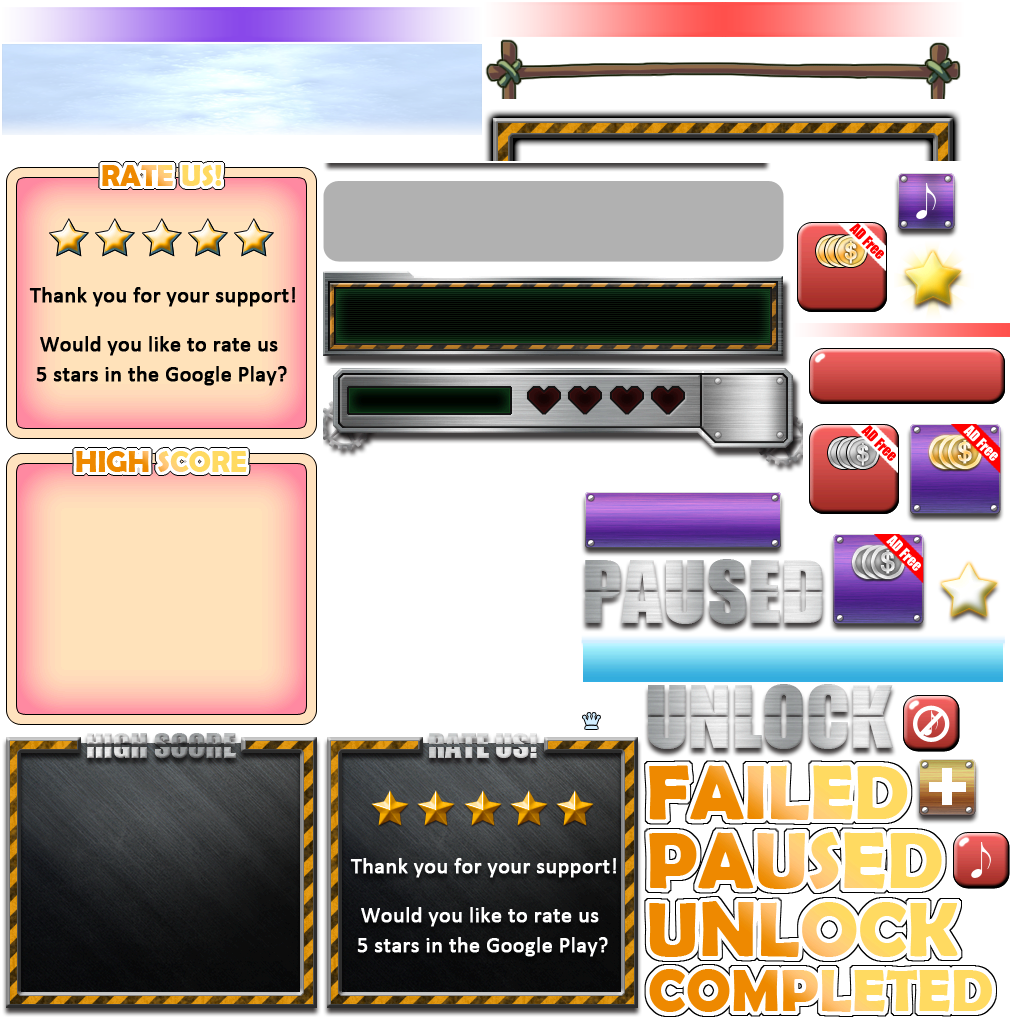 RATE US!
Thank you for your support!
Would you like to rate us
5 stars in the Google Play?
AD Free
$
HIGH SCORE
AD Free
$
AD Free
$
AD Free
$
PAUSED
UNLOCK
HIGH SCORE
RATE US!
Thank you for your support!
Would you like to rate us
5 stars in the Google Play?
FAILED
PAUSED
UNLOCK
COMPLETED